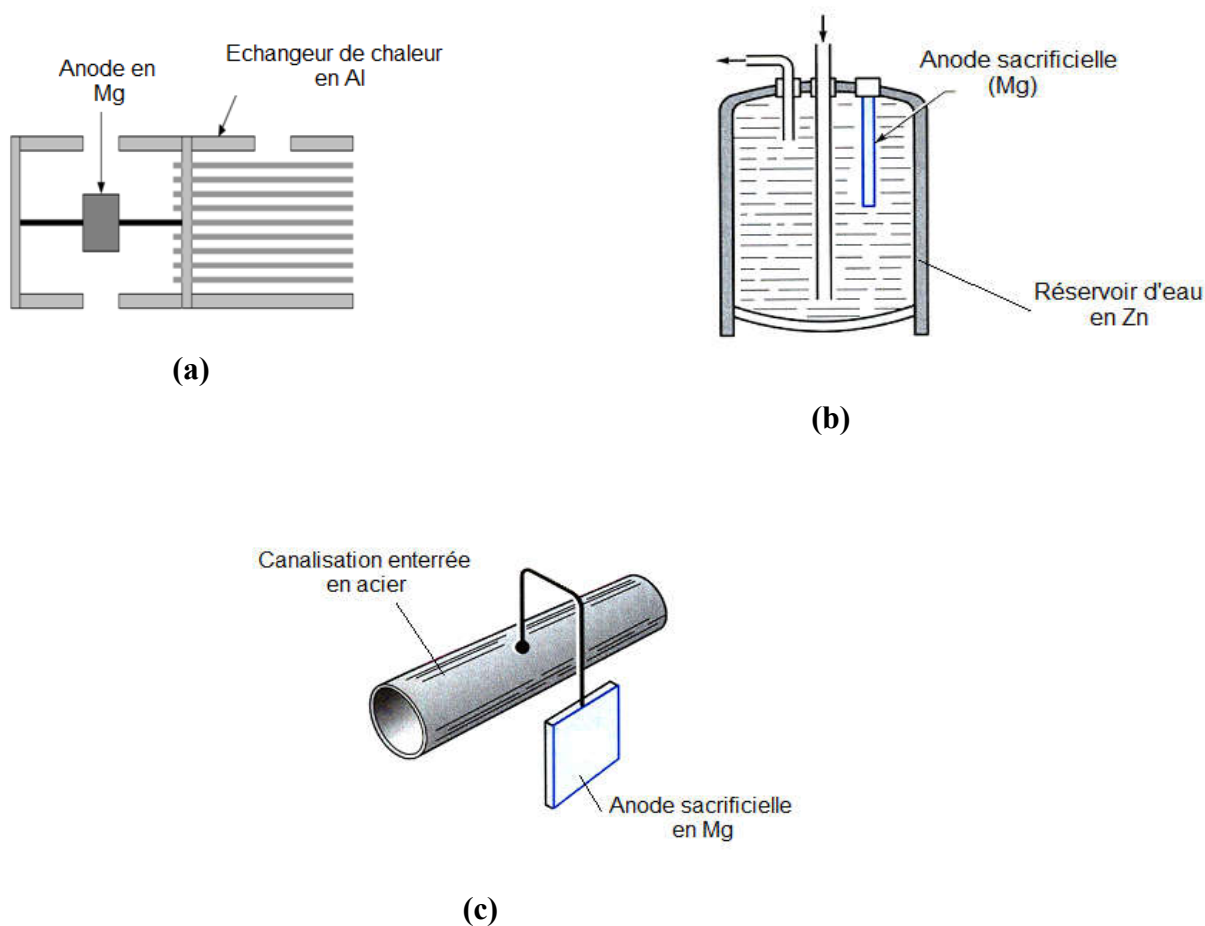 Anode en
Mg
Echangeur de chaleur
en Al
(a)
Anode sacrificielle
(Mg)
Réservoir d'eau
en Zn
(b)
Canalisation enterrée
en acier
Anode sacrificielle
en Mg
(c)